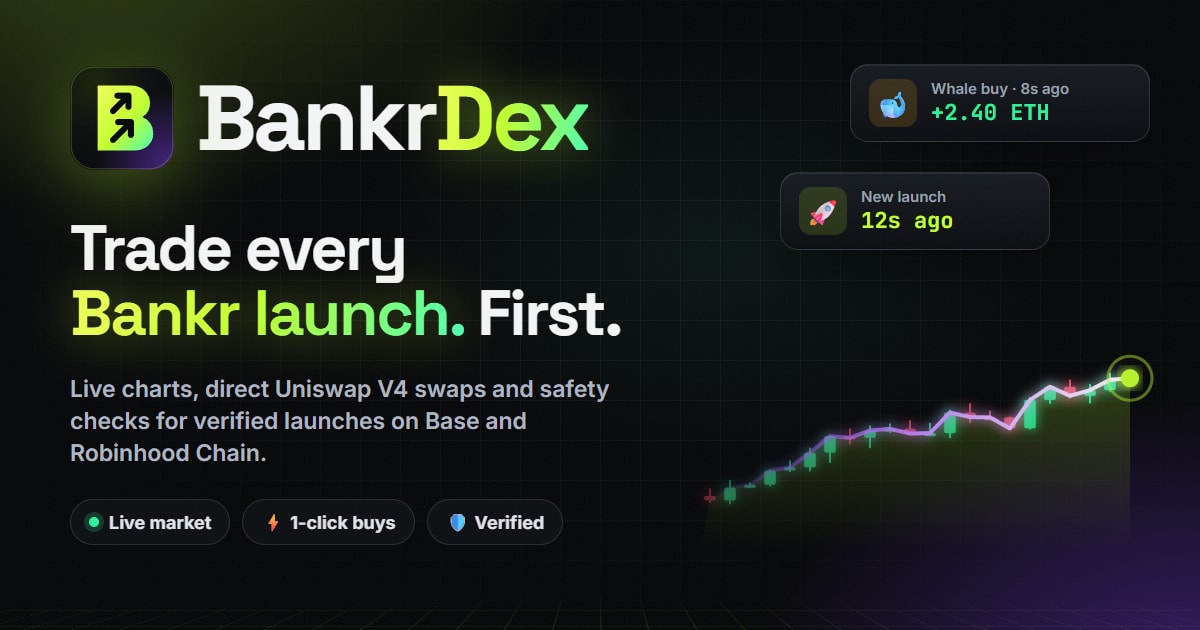 BankrDex
Whale buy · 8s ago
+2.40 ETH
New launch
12s ago
Trade every
Bankr launch. First.
Live charts, direct Uniswap V4 swaps and safety
checks for verified launches on Base and
Robinhood Chain.
Live market
1-click buys
Verified